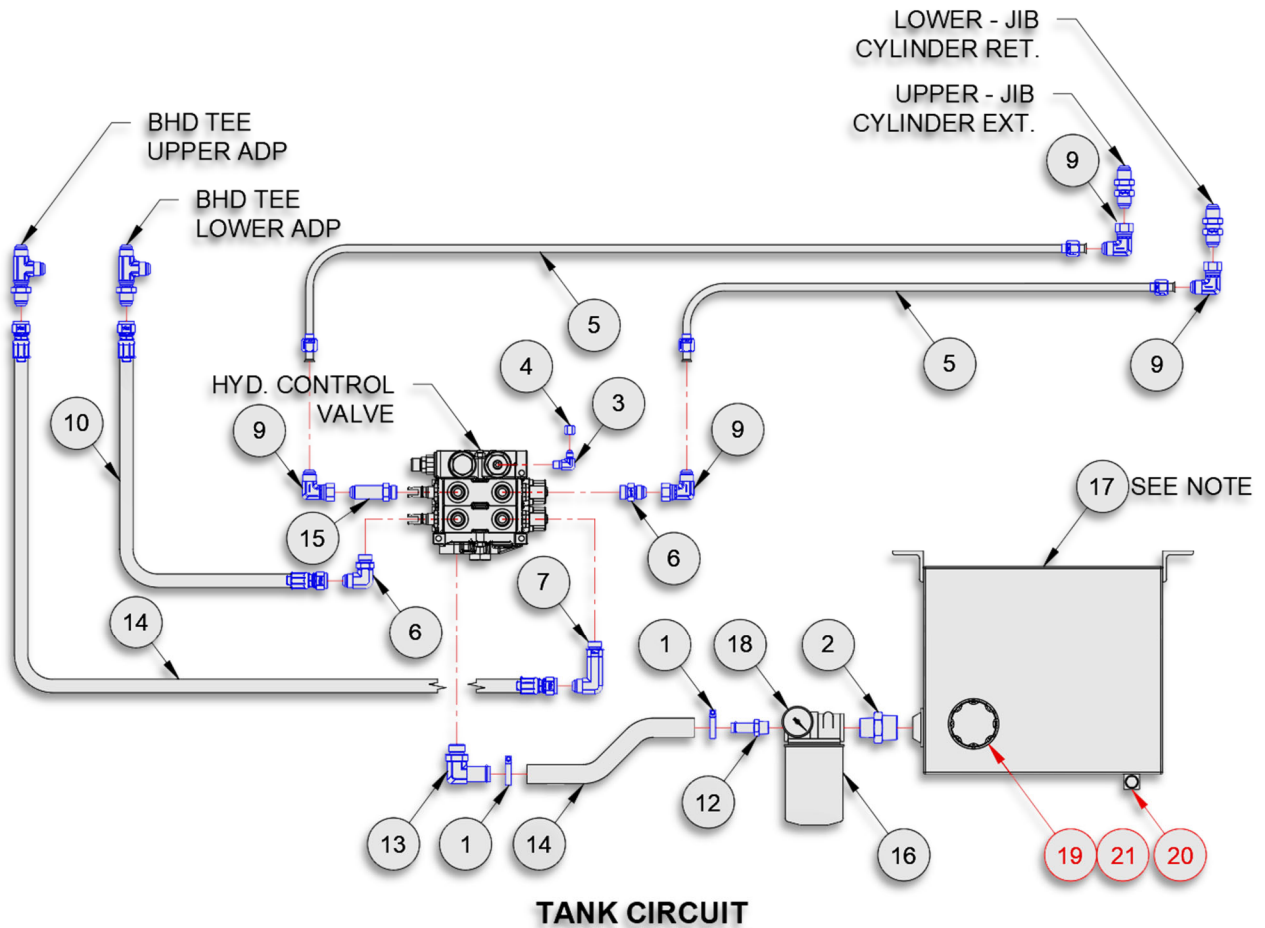 LOWER - JIB
CYLINDER RET.
UPPER - JIB
CYLINDER EXT.
BHD TEE
UPPER ADP
BHD TEE
LOWER ADP
9
5
5
9
HYD. CONTROL
VALVE
4
3
10
9
9
17 SEE NOTE
15
6
6
7
14
1
18
2
13
1
14
12
16
19
21
20
TANK CIRCUIT